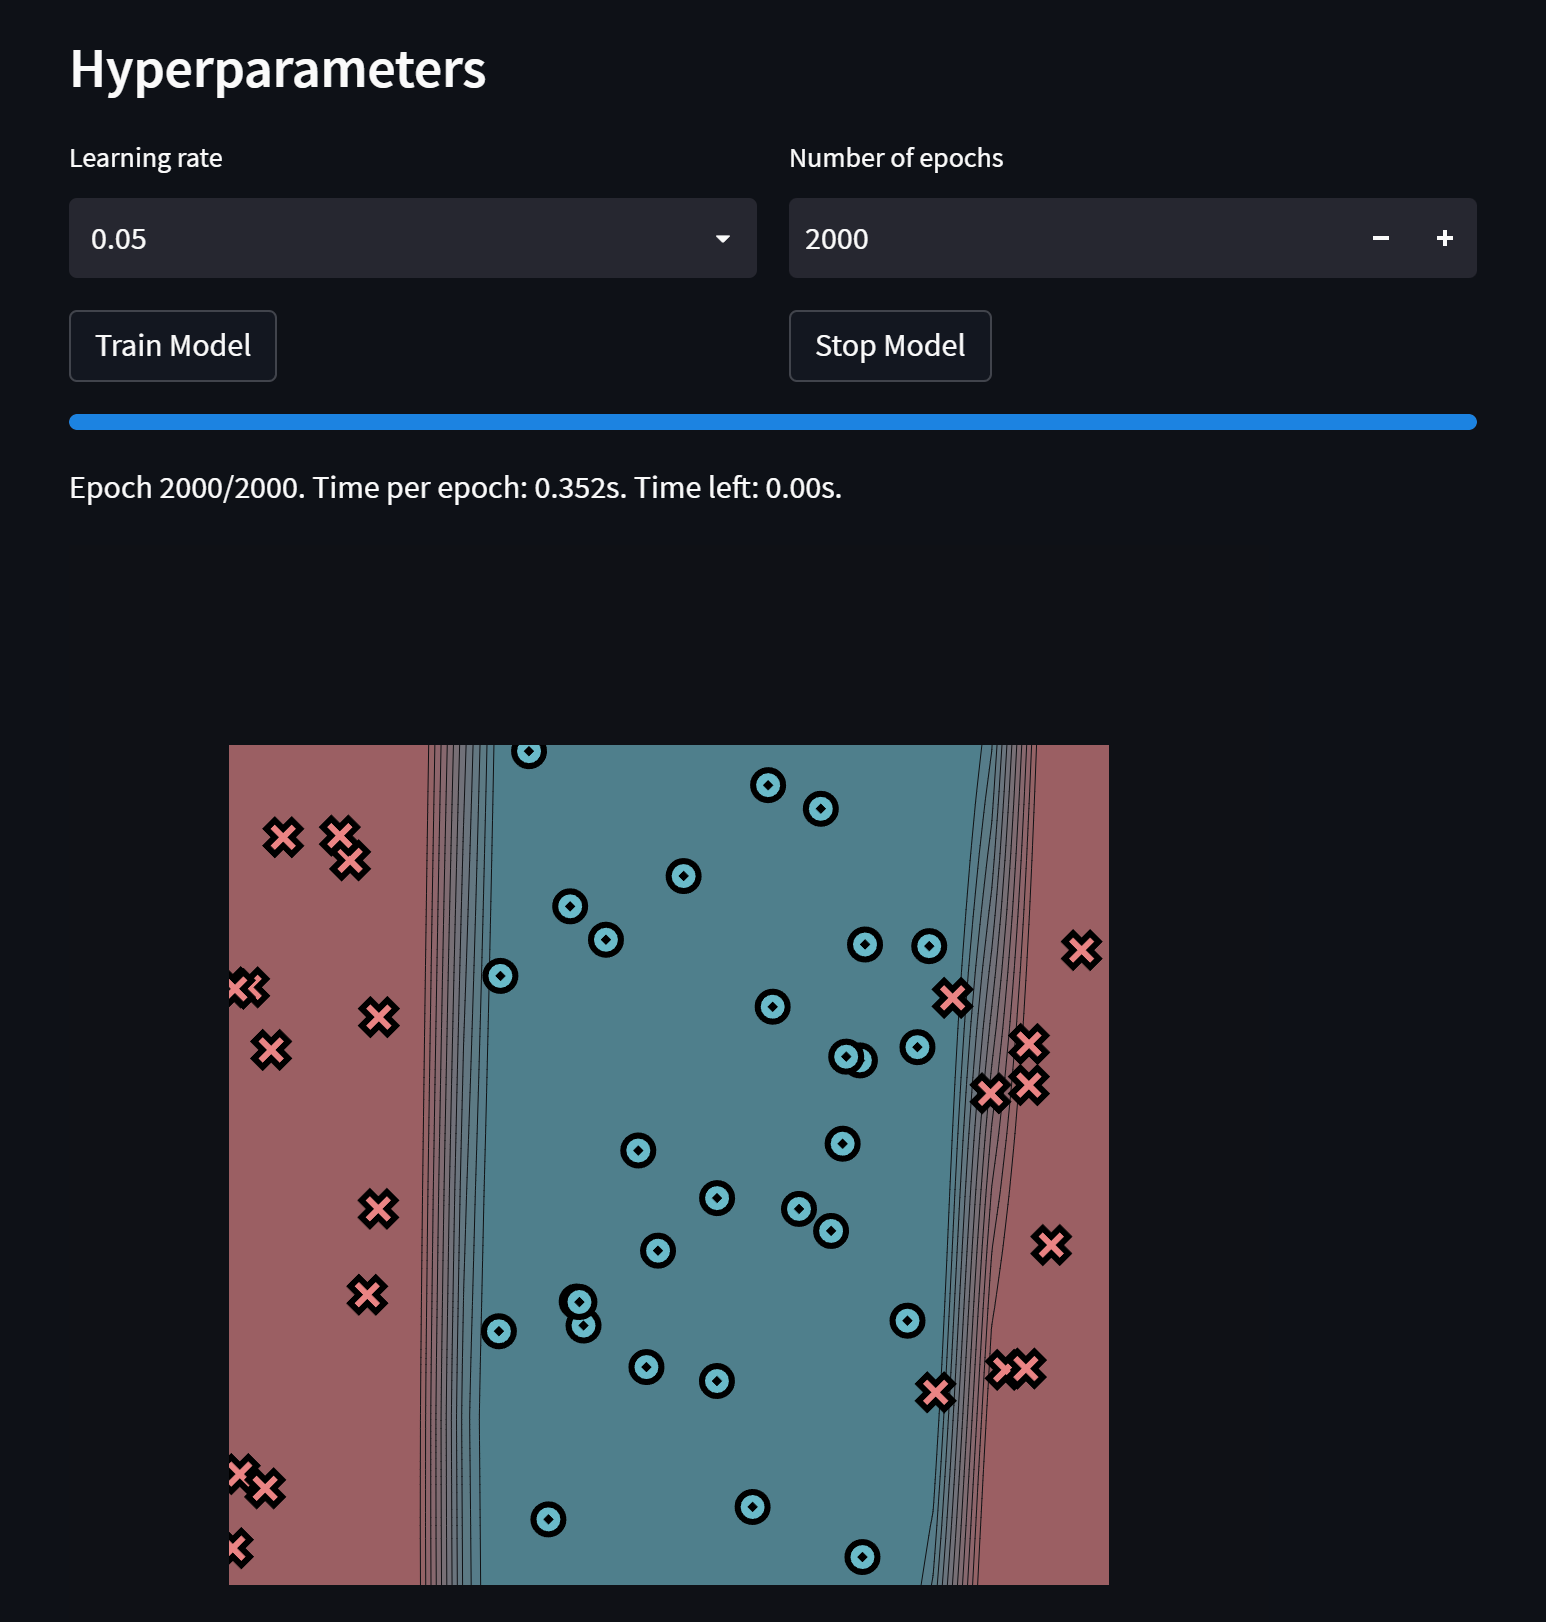 Hyperparameters
Learning rate
Number of epochs
0.05
2000
Train Model
Stop Model
Epoch 2000/2000. Time per epoch: 0.352s. Time left: 0.00s.